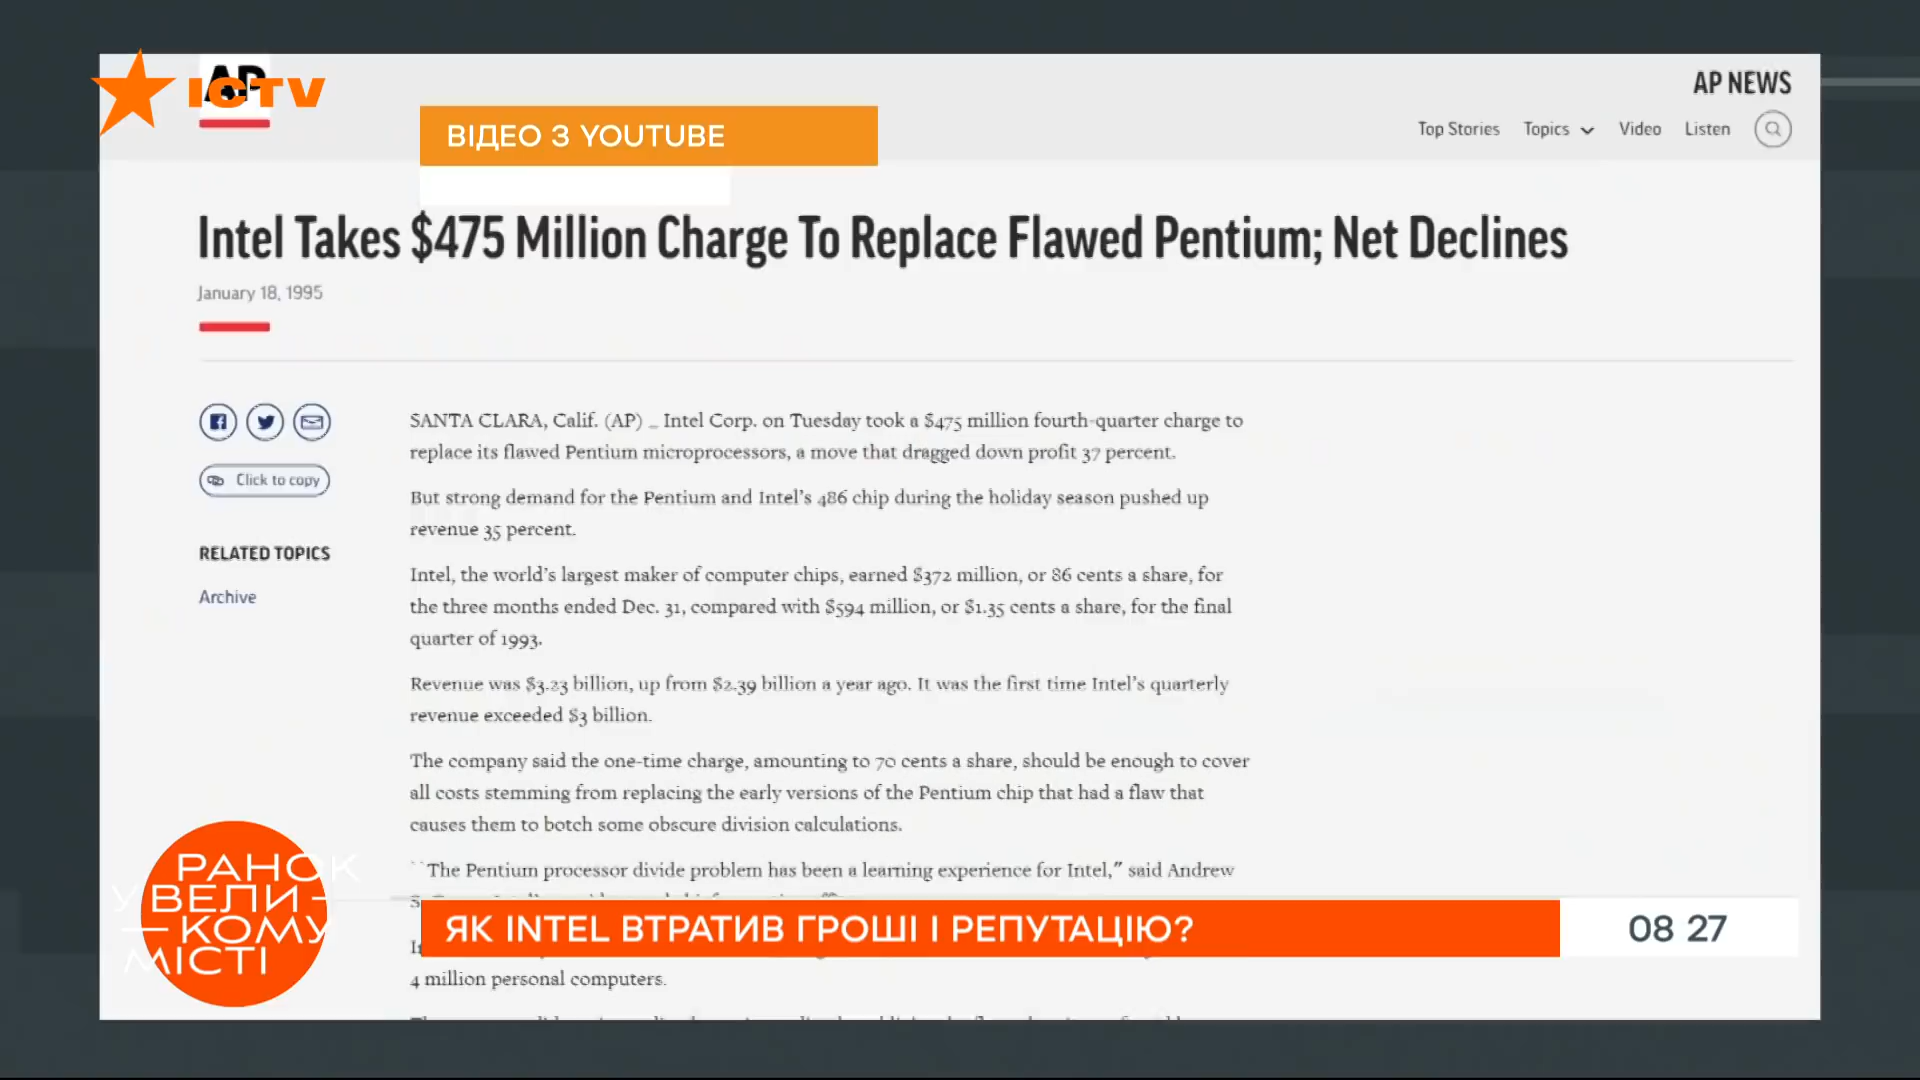 ICTV
AP
AP NEWS
ВІДЕО З YOUTUBE
Top Stories Topics Video Listen
Intel Takes $475 Million Charge To Replace Flawed Pentium; Net Declines
January 18, 1995
Click to copy
RELATED TOPICS
Archive
SANTA CLARA, Calif. (AP) _ Intel Corp. on Tuesday took a $475 million fourth-quarter charge to
replace its flawed Pentium microprocessors, a move that dragged down profit 37 percent.
But strong demand for the Pentium and Intel's 486 chip during the holiday season pushed up
revenue 35 percent.
Intel, the world's largest maker of computer chips, earned $372 million, or 86 cents a share, for
the three months ended Dec. 31, compared with $594 million, or $1.35 cents a share, for the final
quarter of 1993.
Revenue was $3.23 billion, up from $2.39 billion a year ago. It was the first time Intel's quarterly
revenue exceeded $3 billion.
The company said the one-time charge, amounting to 70 cents a share, should be enough to cover
all costs stemming from replacing the early versions of the Pentium chip that had a flaw that
causes them to botch some obscure division calculations.
``The Pentium processor divide problem has been a learning experience for Intel,″ said Andrew
4 million personal computers.
РАНОК
У ВЕЛИ-
КОМУ
МІСТІ
ЯК INTEL ВТРАТИВ ГРОШІ І РЕПУТАЦІЮ?
08 27